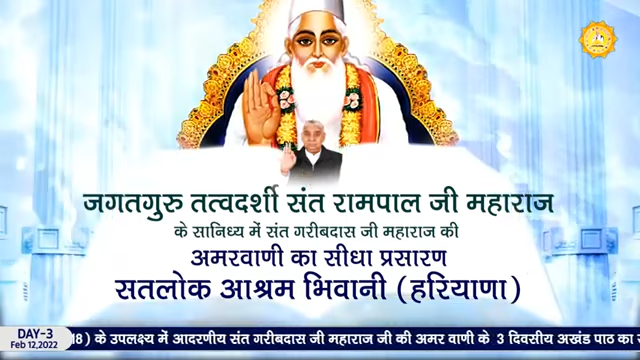 जगतगुरु तत्वदर्शी संत रामपाल जी महाराज
के सानिध्य में संत गरीबदास जी महाराज की
अमरवाणी का सीधा प्रसारण
सतलोक आश्रम भिवानी (हरियाणा)
DAY-3
Feb 12,2022
18) के उपलक्ष्य में आदरणीय संत गरीबदास जी महाराज जी की अमर वाणी के 3 दिवसीय अखंड पाठ का